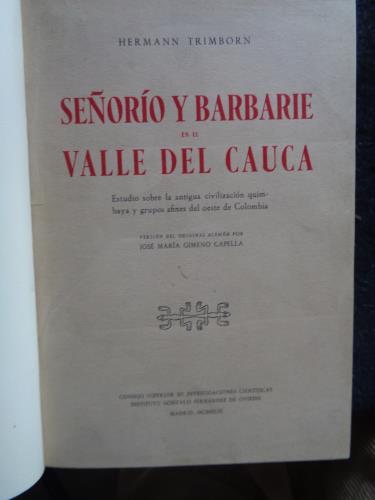 HERMANN TRIMBORN
SEÑORÍO Y BARBARIE
EN EL
VALLE DEL CAUCA
Estudio sobre la antigua civilización quim-
baya y grupos afines del oeste de Colombia
VERSIÓN DEL ORIGINAL ALEMÁN POR
JOSÉ MARÍA GIMENO CAPELLA
CONSEJO SUPERIOR DE INVESTIGACIONES CIENTÍFICAS
INSTITUTO GONZALO FERNÁNDEZ DE OVIEDO
MADRID, MCMXLIX